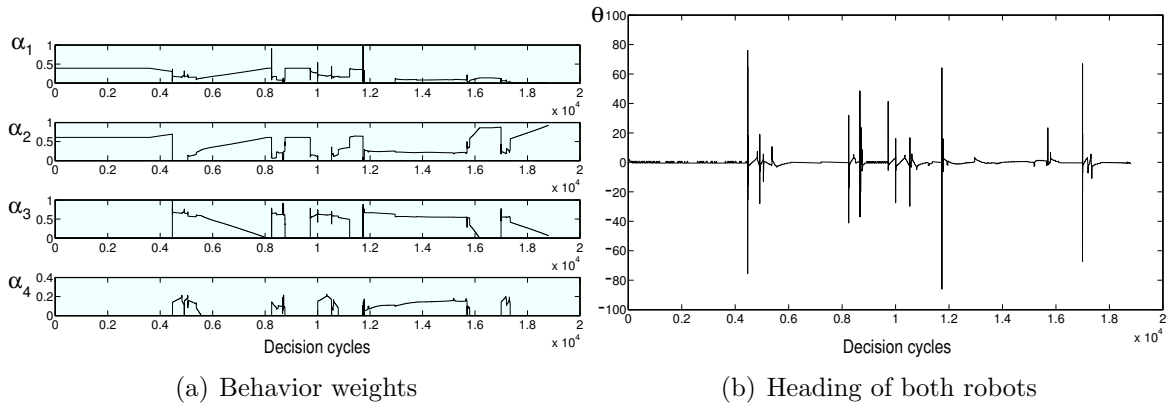 α1
1
0.5
0
0 0.2 0.4 0.6 0.8 1 1.2 1.4 1.6 1.8 2
x 10^4
α2
1
0.5
0
0 0.2 0.4 0.6 0.8 1 1.2 1.4 1.6 1.8 2
x 10^4
α3
1
0.5
0
0 0.2 0.4 0.6 0.8 1 1.2 1.4 1.6 1.8 2
x 10^4
α4
0.4
0.2
0
0 0.2 0.4 0.6 0.8 1 1.2 1.4 1.6 1.8 2
x 10^4
Decision cycles
(a) Behavior weights
θ
100
80
60
40
20
0
−20
−40
−60
−80
−100
0 0.2 0.4 0.6 0.8 1 1.2 1.4 1.6 1.8 2
x 10^4
Decision cycles
(b) Heading of both robots